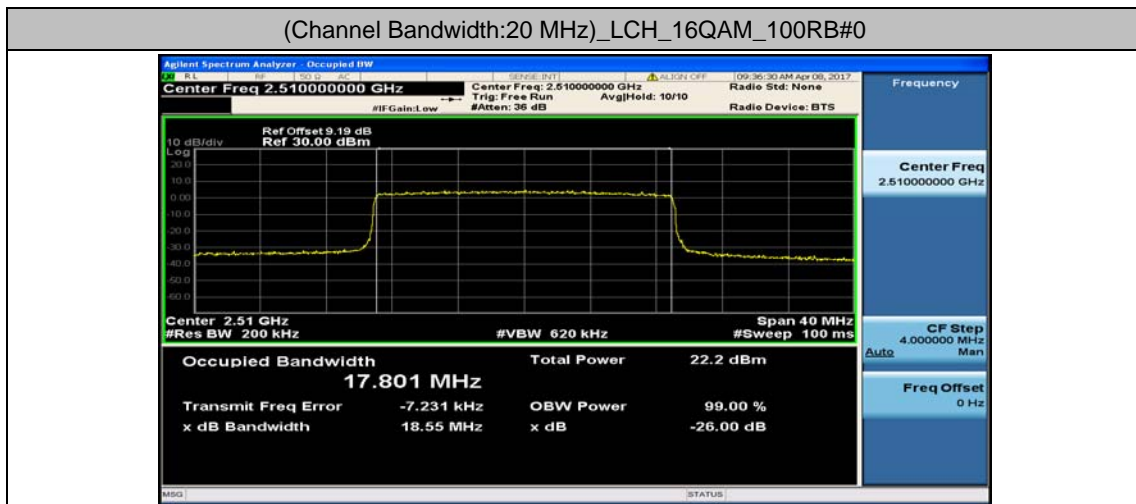 (Channel Bandwidth:20 MHz)_LCH_16QAM_100RB#0
Agilent Spectrum Analyzer - Occupied BW
RL RF 50 Ω AC SENSE:INT ALIGN OFF 09:36:30 AM Apr 08, 2017
Center Freq 2.510000000 GHz
Center Freq: 2.510000000 GHz Radio Std: None
Trig: Free Run Avg|Hold: 10/10
#IFGain:Low #Atten: 36 dB Radio Device: BTS
Frequency
Ref Offset 9.19 dB
10 dB/div Ref 30.00 dBm
Log
20.0
10.0
0.00
-10.0
-20.0
-30.0
-40.0
-50.0
-60.0
Center 2.51 GHz Span 40 MHz
#Res BW 200 kHz #VBW 620 kHz #Sweep 100 ms
Occupied Bandwidth Total Power 22.2 dBm
17.801 MHz
Transmit Freq Error -7.231 kHz OBW Power 99.00 %
x dB Bandwidth 18.55 MHz x dB -26.00 dB
Center Freq
2.510000000 GHz
CF Step
4.000000 MHz
Auto Man
Freq Offset
0 Hz
MSG STATUS